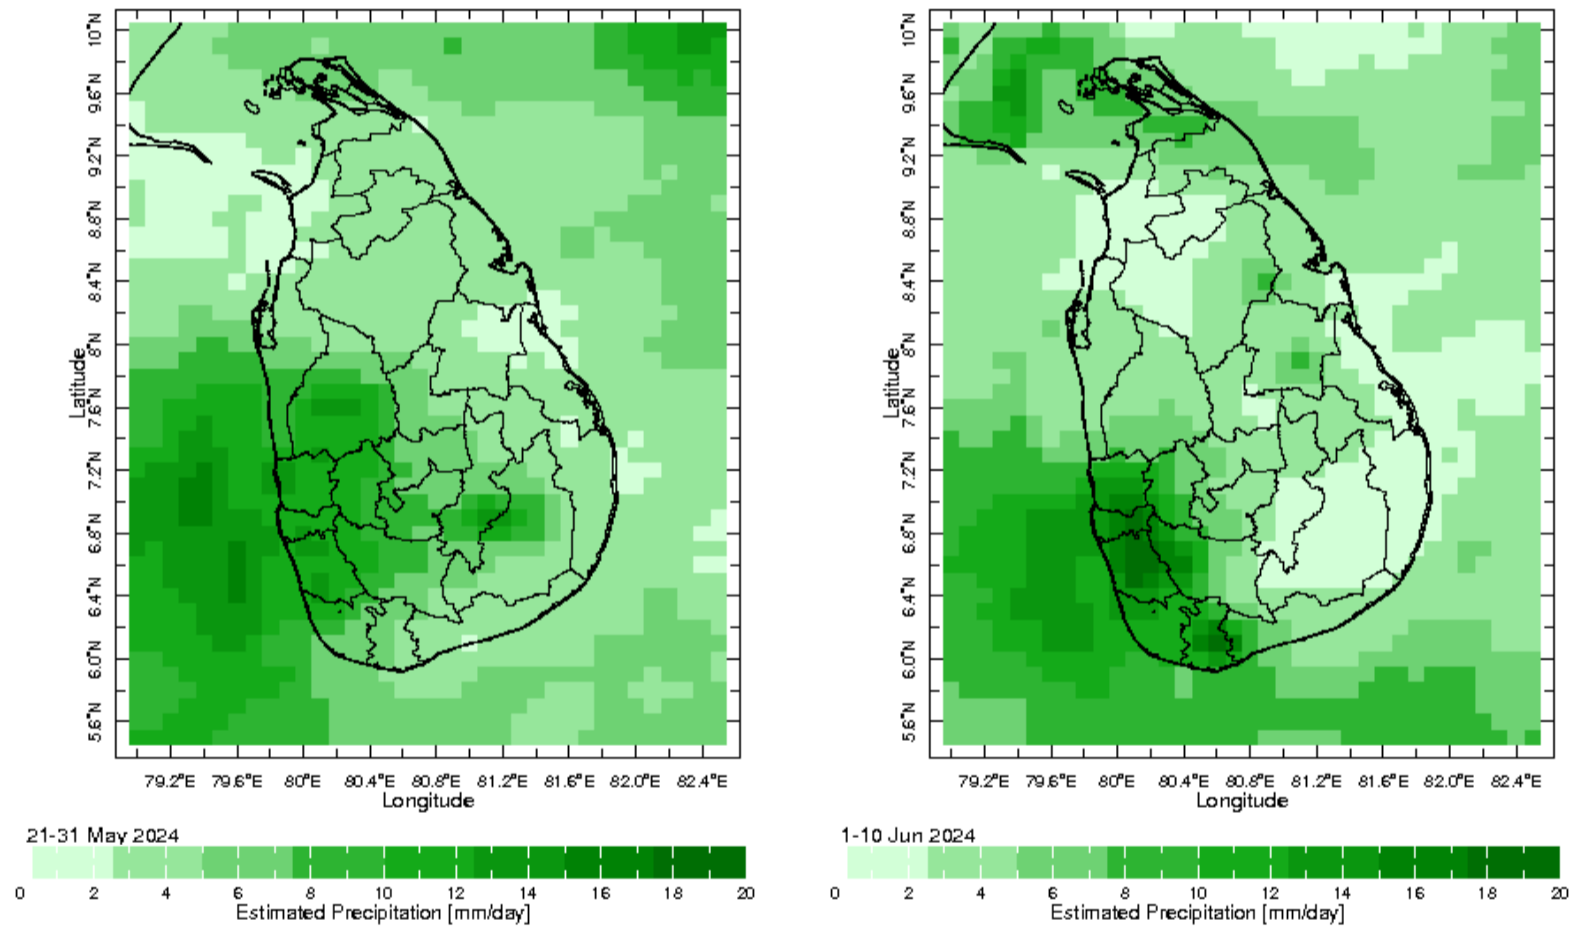 10°N
9.6°N
9.2°N
8.8°N
8.4°N
8°N
7.6°N
7.2°N
6.8°N
6.4°N
6.0°N
5.6°N
Latitude
79.2°E 79.6°E 80°E 80.4°E 80.8°E 81.2°E 81.6°E 82.0°E 82.4°E
Longitude
21-31 May 2024
0 2 4 6 8 10 12 14 16 18 20
Estimated Precipitation [mm/day]
10°N
9.6°N
9.2°N
8.8°N
8.4°N
8°N
7.6°N
7.2°N
6.8°N
6.4°N
6.0°N
5.6°N
Latitude
79.2°E 79.6°E 80°E 80.4°E 80.8°E 81.2°E 81.6°E 82.0°E 82.4°E
Longitude
1-10 Jun 2024
0 2 4 6 8 10 12 14 16 18 20
Estimated Precipitation [mm/day]